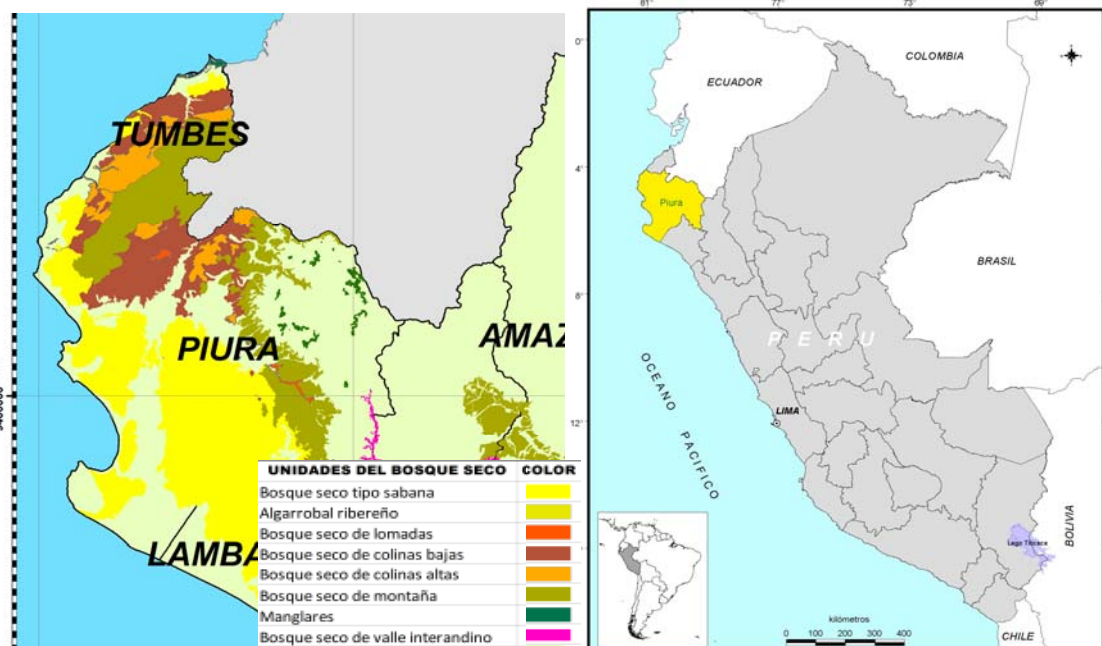 TUMBES
PIURA
AMAZ
LAMBA
UNIDADES DEL BOSQUE SECO COLOR
Bosque seco tipo sabana
Algarrobal ribereño
Bosque seco de lomadas
Bosque seco de colinas bajas
Bosque seco de colinas altas
Bosque seco de montaña
Manglares
Bosque seco de valle interandino
81° 77° 73° 69°
0°
COLOMBIA
ECUADOR
4°
Piura
BRASIL
8°
PERU
OCEANO PACIFICO
LIMA
12°
BOLIVIA
Lago Titicaca
kilómetros
0 100 200 300 400
CHILE